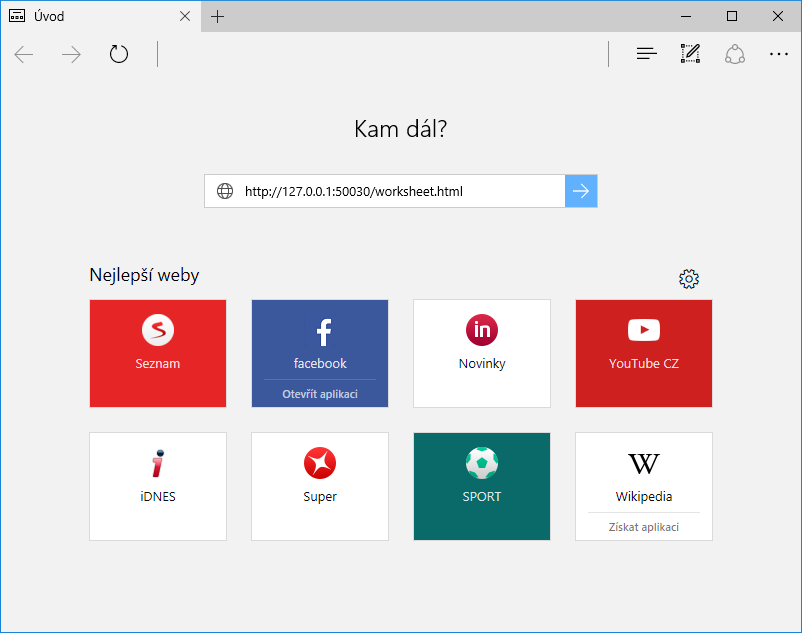 Úvod
Kam dál?
http://127.0.0.1:50030/worksheet.html
Nejlepší weby
Seznam
facebook
Otevřít aplikaci
in
Novinky
YouTube CZ
iDNES
Super
SPORT
W
Wikipedia
Získat aplikaci